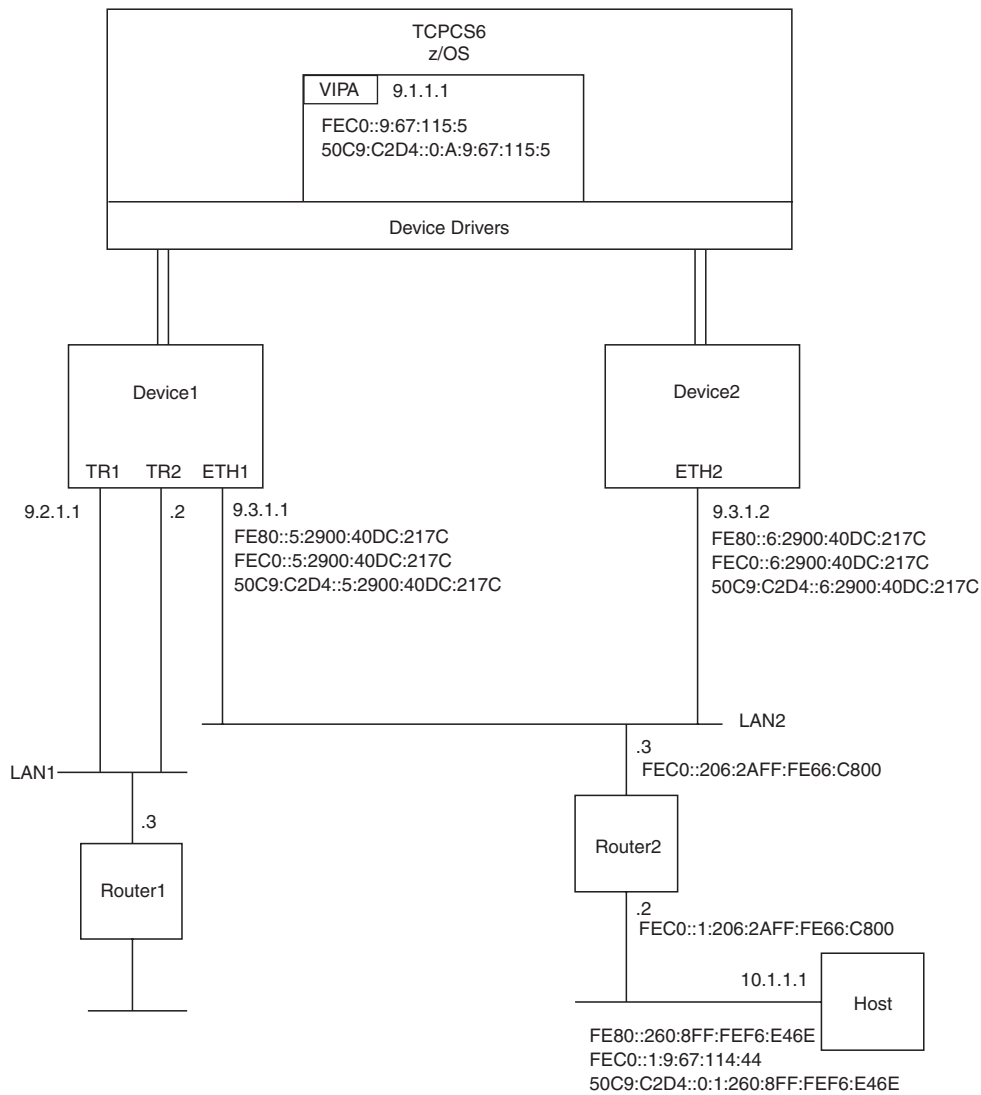 TCPCS6
z/OS
VIPA 9.1.1.1
FEC0::9:67:115:5
50C9:C2D4::0:A:9:67:115:5
Device Drivers
Device1
TR1 TR2 ETH1
Device2
ETH2
9.2.1.1
.2
9.3.1.1
FE80::5:2900:40DC:217C
FEC0::5:2900:40DC:217C
50C9:C2D4::5:2900:40DC:217C
9.3.1.2
FE80::6:2900:40DC:217C
FEC0::6:2900:40DC:217C
50C9:C2D4::6:2900:40DC:217C
LAN2
LAN1
.3
FEC0::206:2AFF:FE66:C800
.3
Router1
Router2
.2
FEC0::1:206:2AFF:FE66:C800
10.1.1.1
Host
FE80::260:8FF:FEF6:E46E
FEC0::1:9:67:114:44
50C9:C2D4::0:1:260:8FF:FEF6:E46E